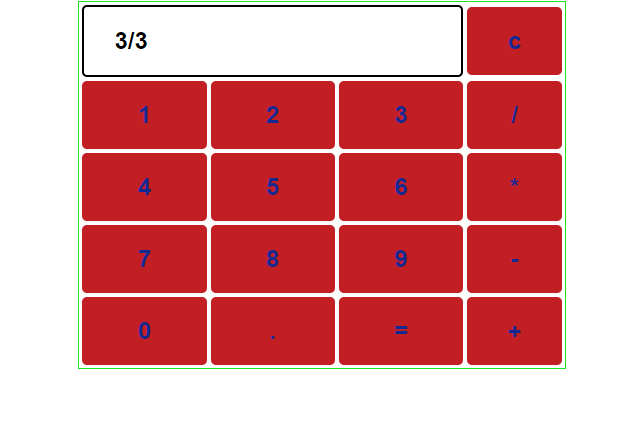 3/3 c
1 2 3 /
4 5 6 *
7 8 9 -
0 . = +